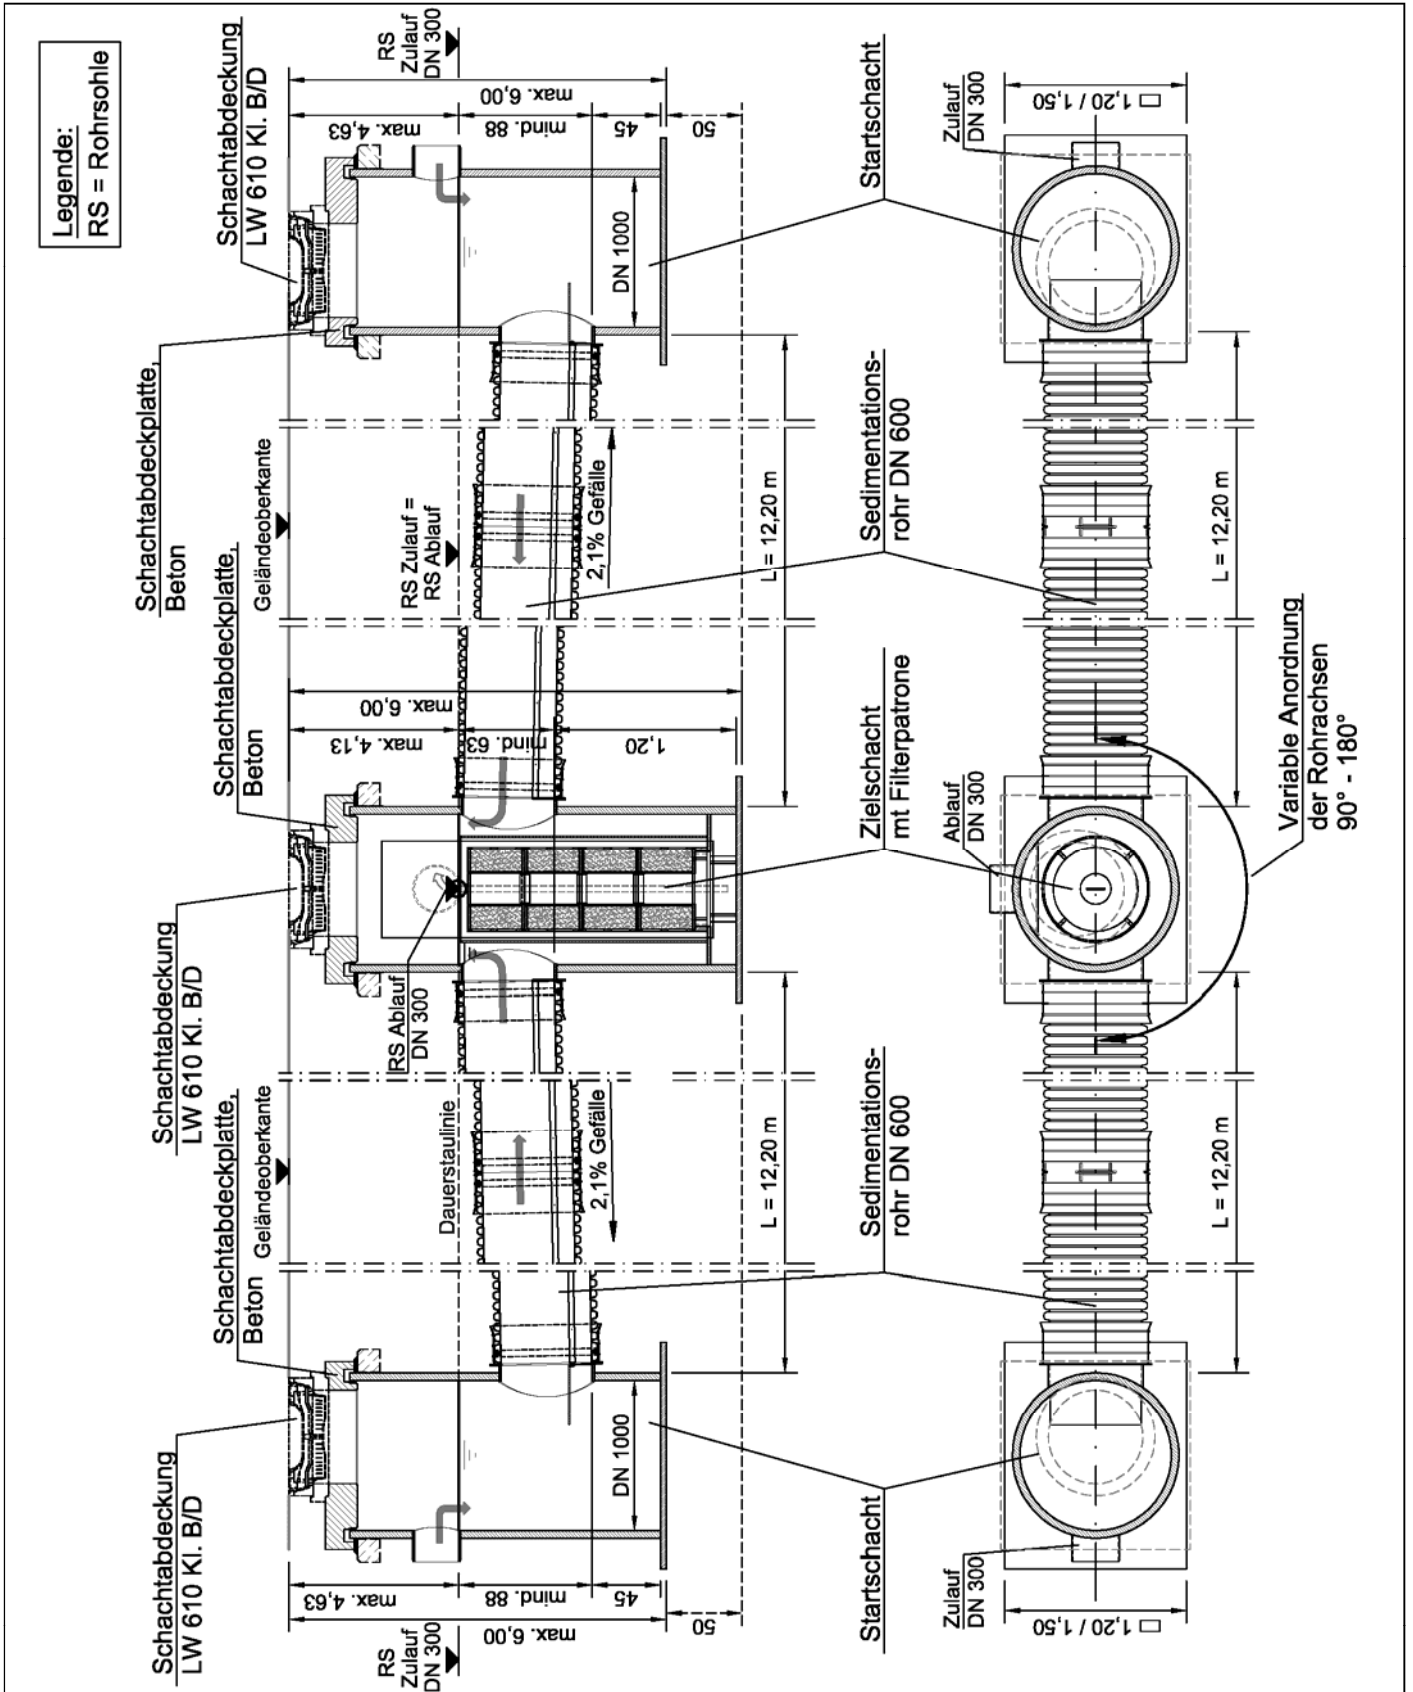 Legende:
RS = Rohrsohle
Schachtabdeckung
LW 610 Kl. B/D
Schachtabdeckplatte,
Beton
Geländeoberkante
Schachtabdeckplatte,
Beton
Schachtabdeckung
LW 610 Kl. B/D
Schachtabdeckplatte,
Beton
Geländeoberkante
Schachtabdeckung
LW 610 Kl. B/D
RS
Zulauf
DN 300
max. 6,00
max. 4,63
mind. 88
45
50
DN 1000
RS Zulauf =
RS Ablauf
2,1% Gefälle
L = 12,20 m
max. 6,00
max. 4,13
mind. 63
1,20
RS Ablauf
DN 300
Dauerstaulinie
2,1% Gefälle
L = 12,20 m
DN 1000
max. 4,63
mind. 88
45
max. 6,00
50
RS
Zulauf
DN 300
Startschacht
Sedimentations-
rohr DN 600
Zielschacht
mt Filterpatrone
Sedimentations-
rohr DN 600
Startschacht
Zulauf
DN 300
□ 1,20 / 1,50
L = 12,20 m
Ablauf
DN 300
Variable Anordnung
der Rohrachsen
90° - 180°
L = 12,20 m
Zulauf
DN 300
□ 1,20 / 1,50